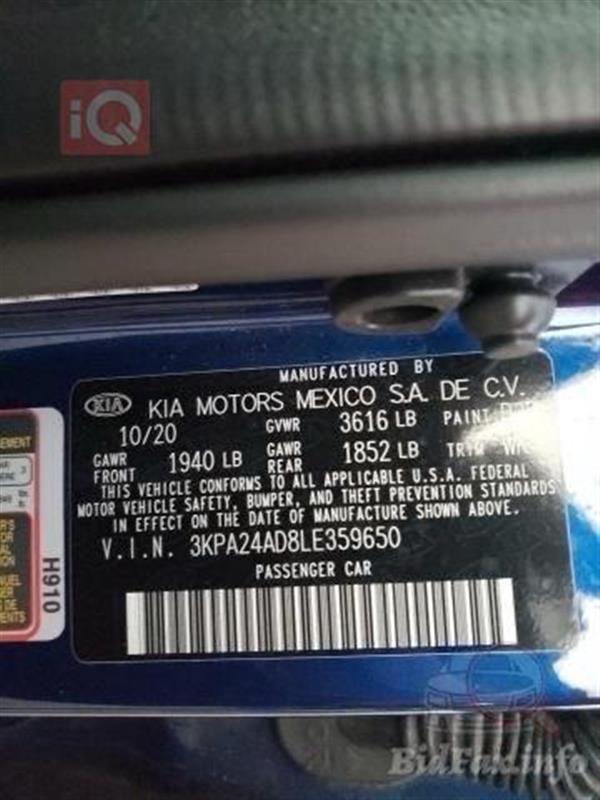 iQ
MANUFACTURED BY
KIA KIA MOTORS MEXICO S.A. DE C.V.
10/20 GVWR 3616 LB PAINT
GAWR FRONT 1940 LB GAWR REAR 1852 LB TRIM
THIS VEHICLE CONFORMS TO ALL APPLICABLE U.S.A. FEDERAL
MOTOR VEHICLE SAFETY, BUMPER, AND THEFT PREVENTION STANDARDS
IN EFFECT ON THE DATE OF MANUFACTURE SHOWN ABOVE.
V.I.N. 3KPA24AD8LE359650
PASSENGER CAR
H910
BidFax.info